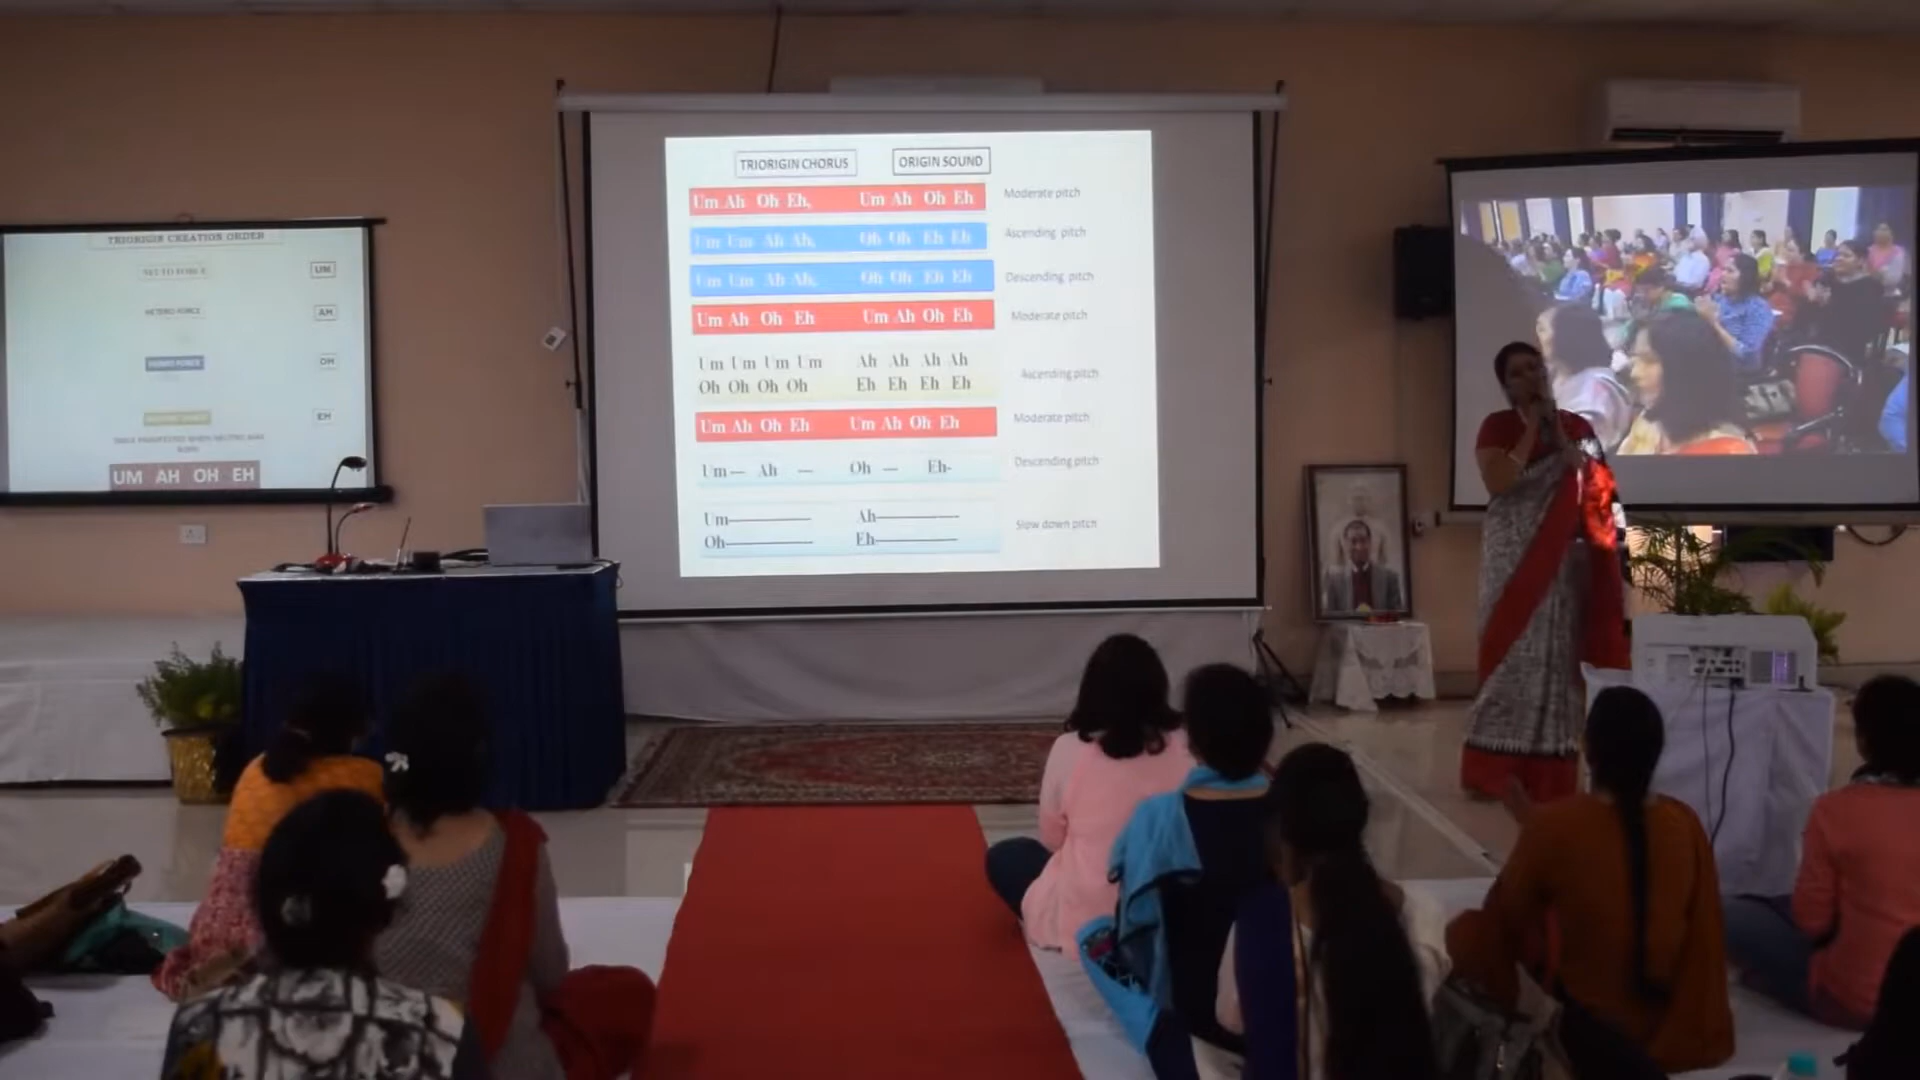 TRIORIGIN CREATION ORDER
UM
HETERO FORCE AH
OH
EH
UM AH OH EH
TRIORIGIN CHORUS ORIGIN SOUND
Um Ah Oh Eh, Um Ah Oh Eh Moderate pitch
Um Um Ah Ah, Oh Oh Eh Eh Ascending pitch
Um Um Ah Ah, Oh Oh Eh Eh Descending pitch
Um Ah Oh Eh Um Ah Oh Eh Moderate pitch
Um Um Um Um Ah Ah Ah Ah
Oh Oh Oh Oh Eh Eh Eh Eh Ascending pitch
Um Ah Oh Eh Um Ah Oh Eh Moderate pitch
Um — Ah — Oh — Eh- Descending pitch
Um———— Ah————
Oh———— Eh———— Slow down pitch